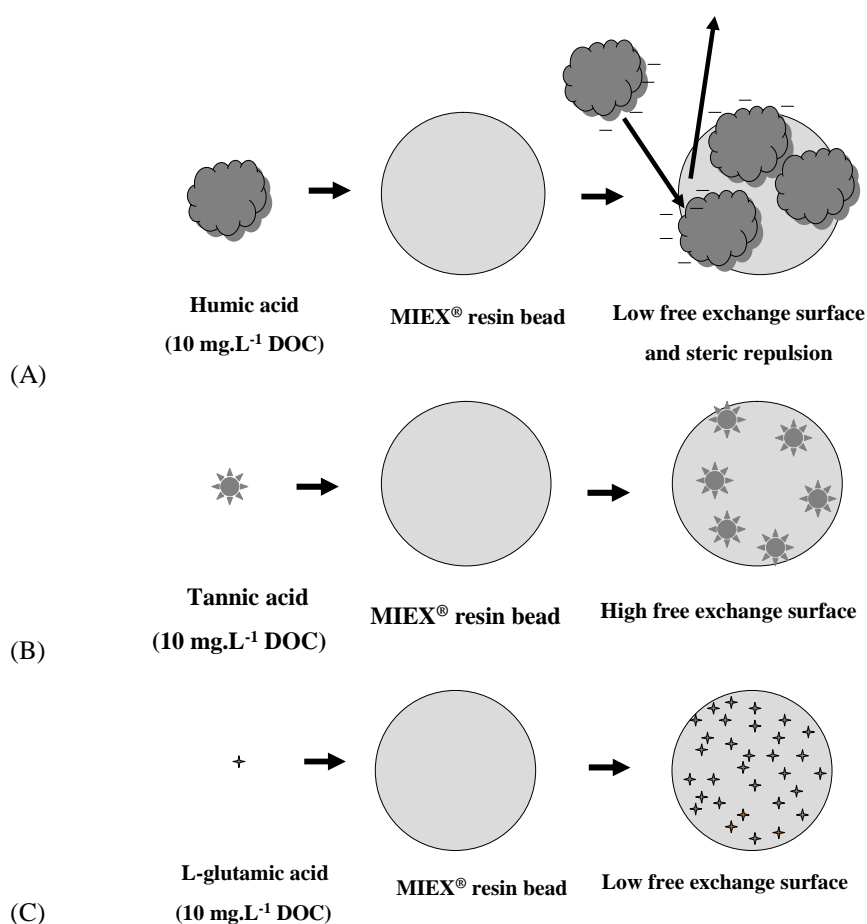 Humic acid
(10 mg.L-1 DOC)
MIEX® resin bead
Low free exchange surface
and steric repulsion
(A)
Tannic acid
(10 mg.L-1 DOC)
MIEX® resin bead
High free exchange surface
(B)
L-glutamic acid
(10 mg.L-1 DOC)
MIEX® resin bead
Low free exchange surface
(C)